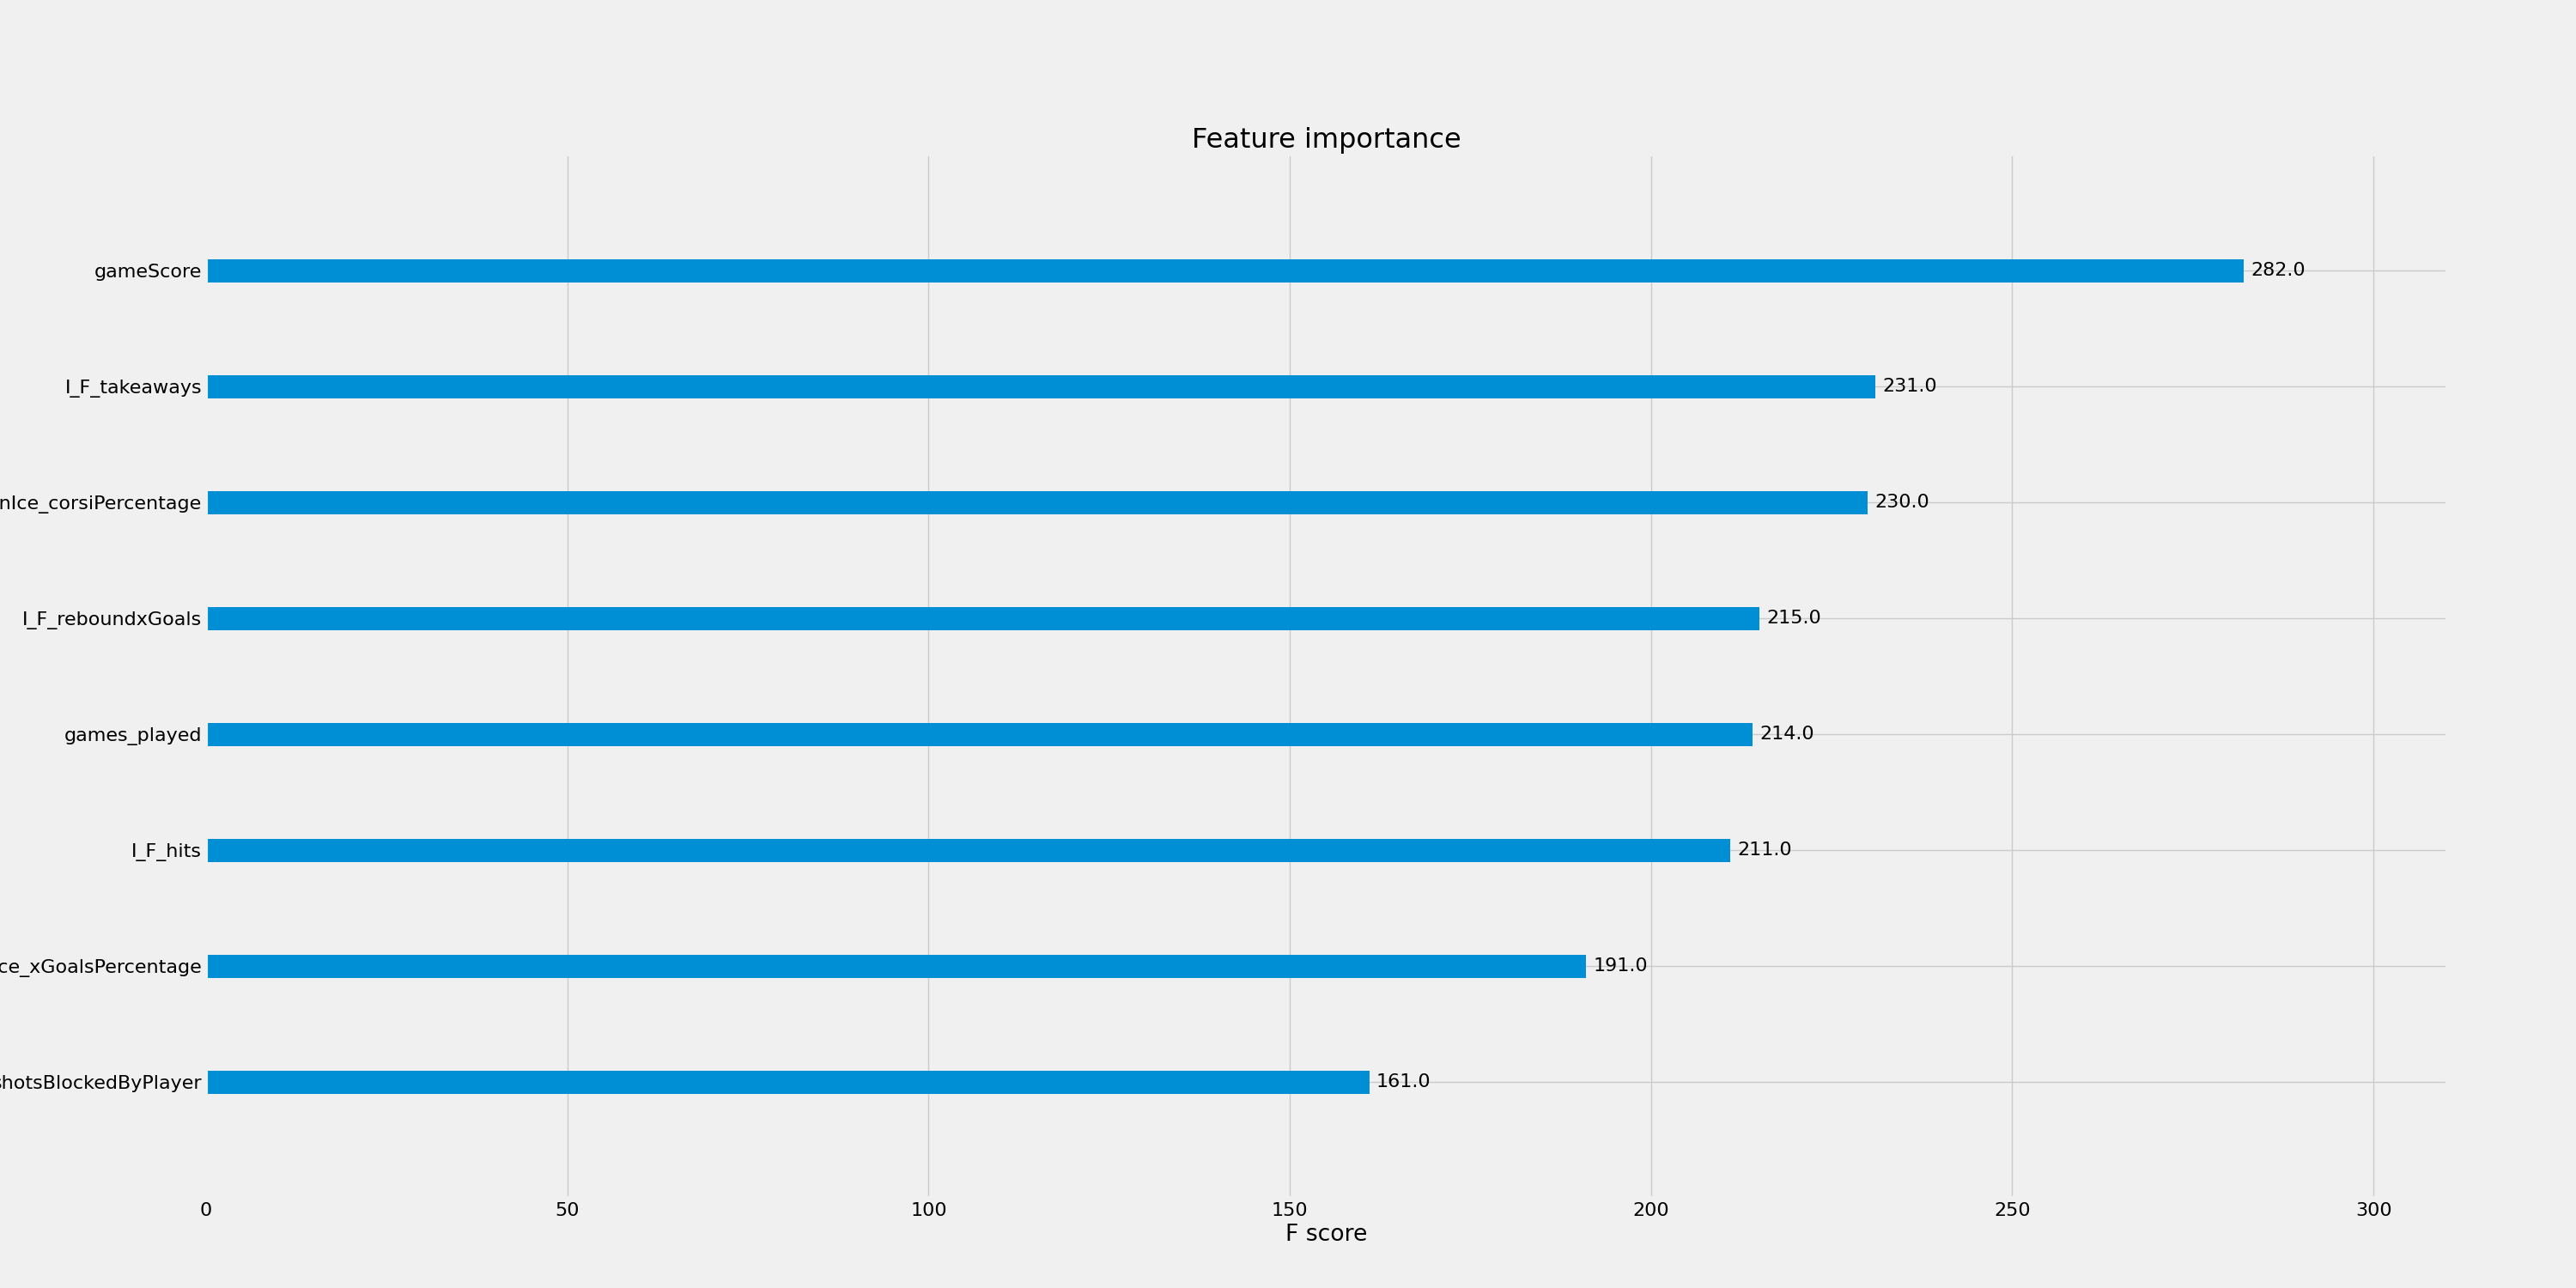 Feature importance
gameScore 282.0
I_F_takeaways 231.0
nIce_corsiPercentage 230.0
I_F_reboundxGoals 215.0
games_played 214.0
I_F_hits 211.0
ce_xGoalsPercentage 191.0
shotsBlockedByPlayer 161.0
0 50 100 150 200 250 300
F score